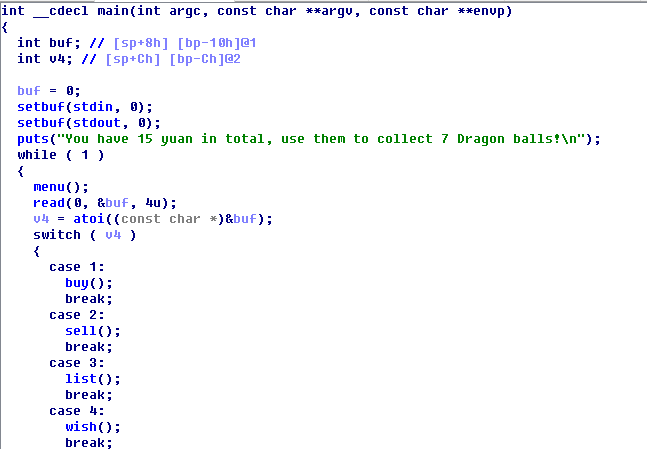 int __cdecl main(int argc, const char **argv, const char **envp)
{
int buf; // [sp+8h] [bp-10h]@1
int v4; // [sp+Ch] [bp-Ch]@2
buf = 0;
setbuf(stdin, 0);
setbuf(stdout, 0);
puts("You have 15 yuan in total, use them to collect 7 Dragon balls!\n");
while ( 1 )
{
menu();
read(0, &buf, 4u);
v4 = atoi((const char *)&buf);
switch ( v4 )
{
case 1:
buy();
break;
case 2:
sell();
break;
case 3:
list();
break;
case 4:
wish();
break;